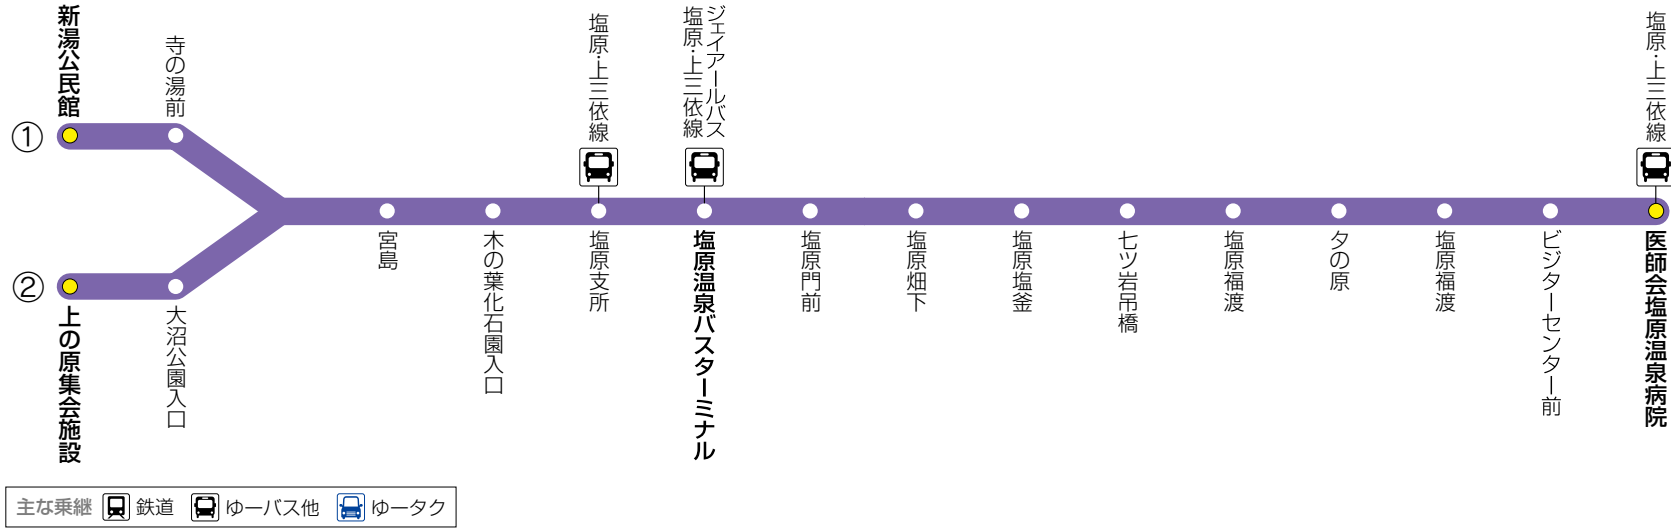 ①
新湯公民館
寺の湯前
②
上の原集会施設
大沼公園入口
宮島
木の葉化石園入口
塩原・上三依線
塩原支所
ジェイアールバス
塩原・上三依線
塩原温泉バスターミナル
塩原門前
塩原畑下
塩原塩釜
七ツ岩吊橋
塩原福渡
夕の原
塩原福渡
ビジターセンター前
塩原・上三依線
医師会塩原温泉病院
主な乗継 鉄道 ゆーバス他 ゆータク